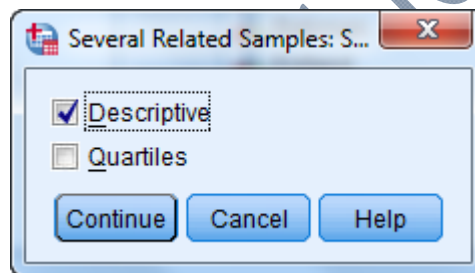 Several Related Samples: S...
Descriptive
Quartiles
Continue Cancel Help